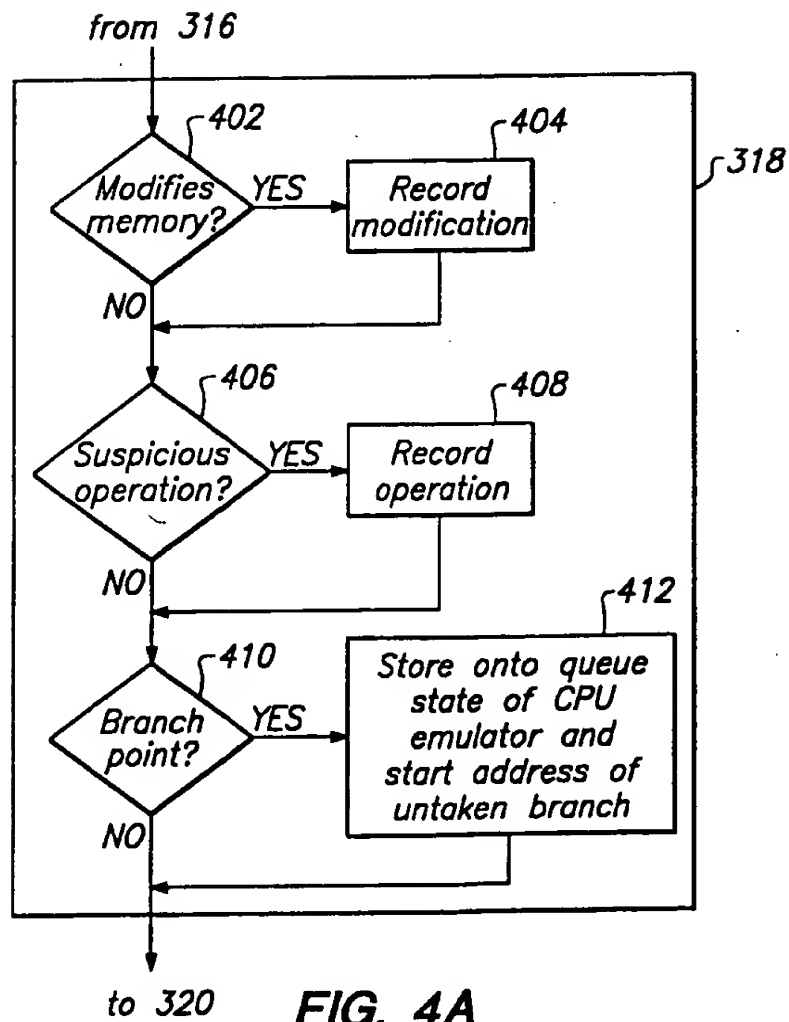 from 316
402
404
318
Modifies
memory?
YES
Record
modification
NO
406
408
Suspicious
operation?
YES
Record
operation
NO
412
410
Branch
point?
YES
Store onto queue
state of CPU
emulator and
start address of
untaken branch
NO
to 320
FIG. 4A